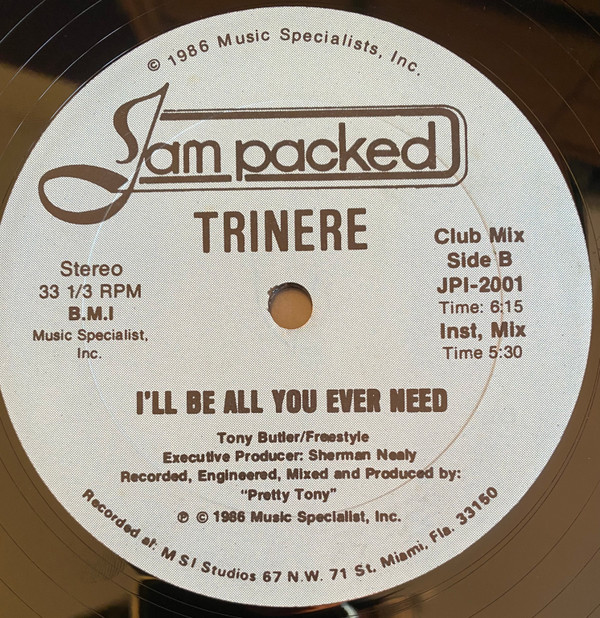 © 1986 Music Specialists, Inc.
Jam packed
TRINERE
Stereo
33 1/3 RPM
B.M.I
Music Specialist,
Inc.
Club Mix
Side B
JPI-2001
Time: 6:15
Inst, Mix
Time 5:30
I'LL BE ALL YOU EVER NEED
Tony Butler/Freestyle
Executive Producer: Sherman Nealy
Recorded, Engineered, Mixed and Produced by:
"Pretty Tony"
℗ © 1986 Music Specialist, Inc.
Recorded at: M S I Studios 67 N.W. 71 St. Miami, Fla. 33150